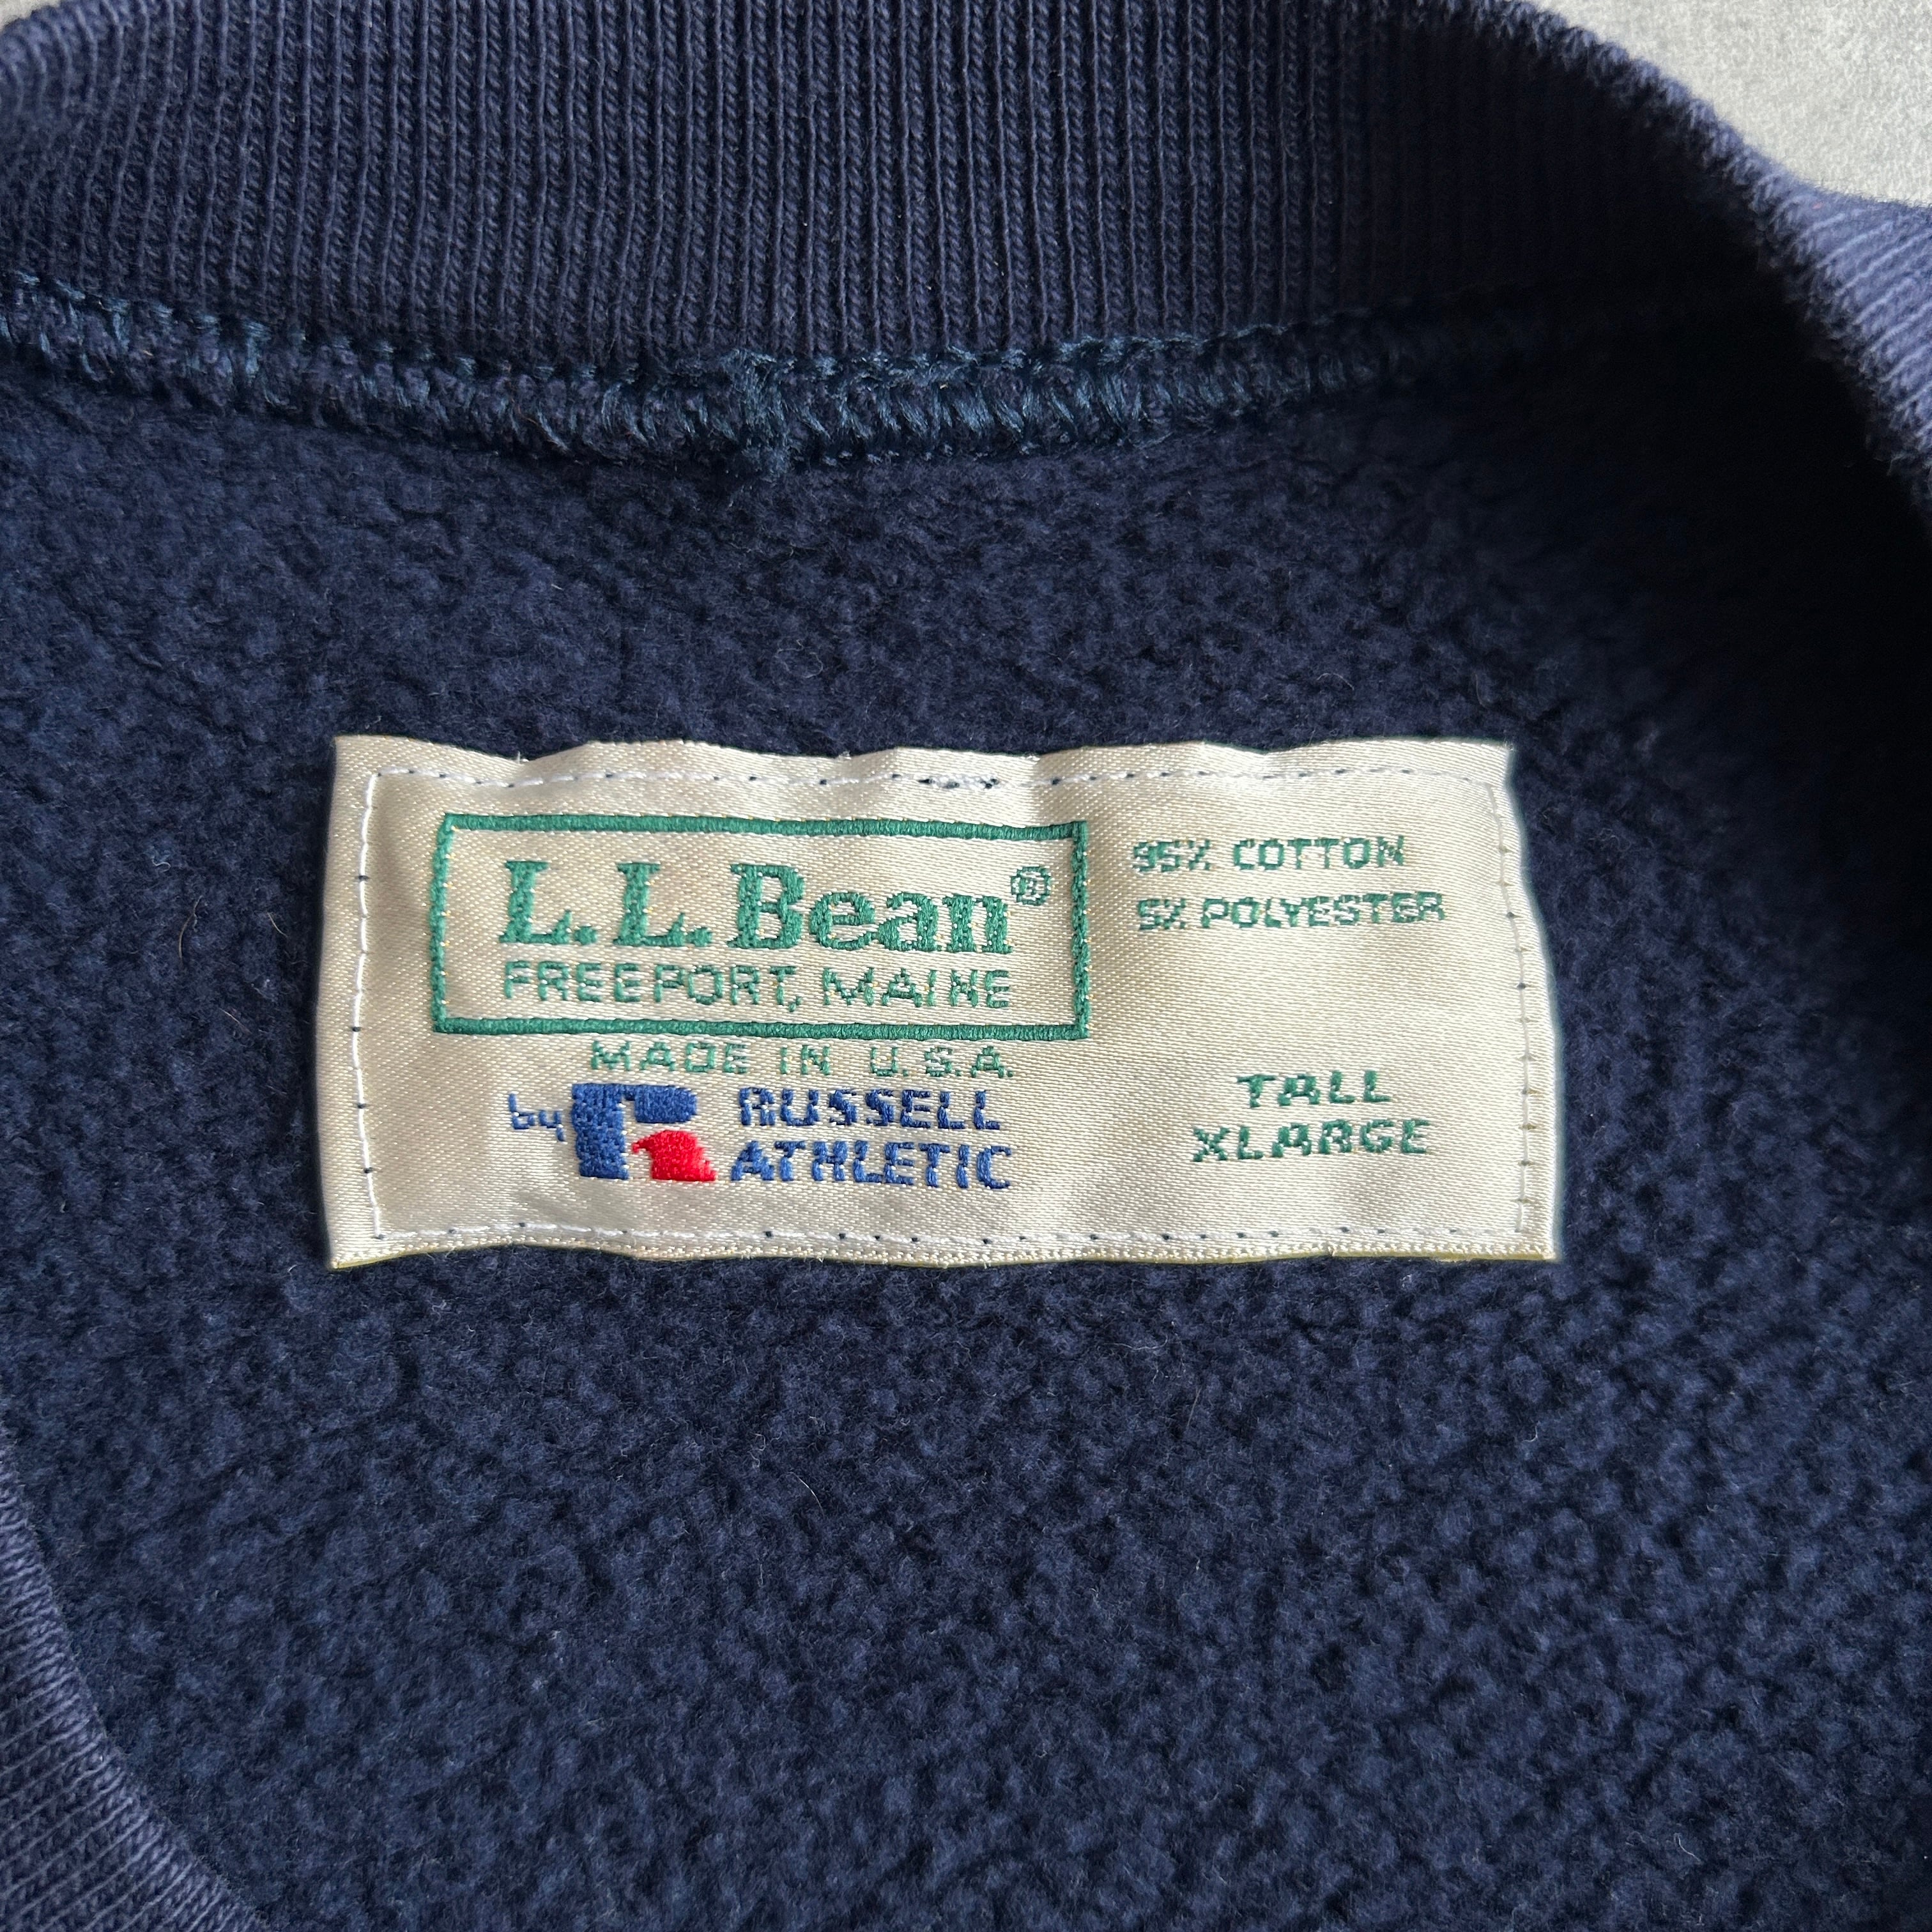 L.L.Bean®
FREEPORT, MAINE
MADE IN U.S.A.
by R RUSSELL
ATHLETIC
95% COTTON
5% POLYESTER
TALL
XLARGE